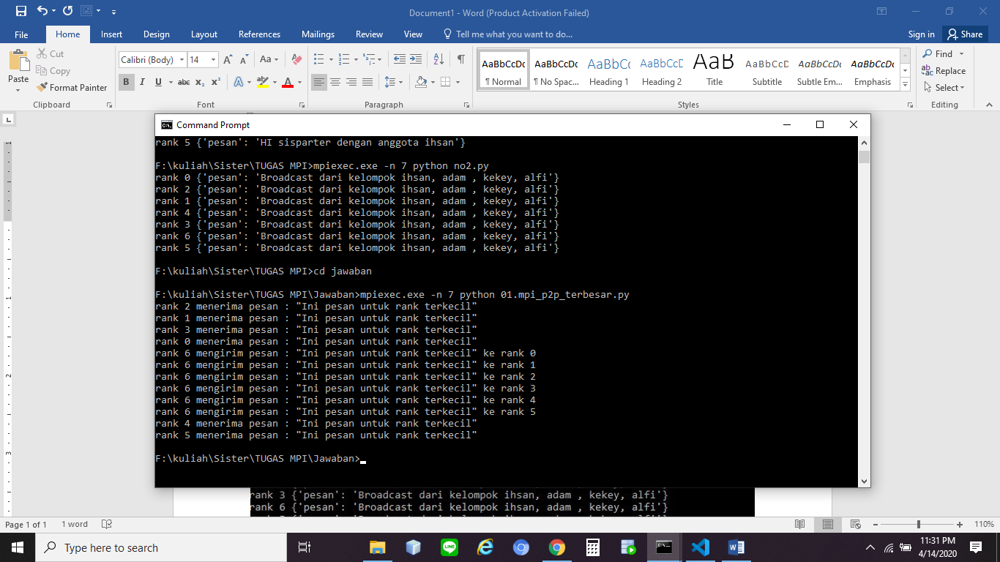 Document1 - Word (Product Activation Failed)
File Home Insert Design Layout References Mailings Review View Tell me what you want to do... Sign in Share
Cut
Copy
Format Painter
Paste
Calibri (Body) 14
Clipboard Font Paragraph Styles Editing
AaBbCcDc AaBbCcDc AaBbCc AaBbCcD AaB AaBbCcD AaBbCcDc AaBbCcDc
¶ Normal ¶ No Spac... Heading 1 Heading 2 Title Subtitle Subtle Em... Emphasis
Find
Replace
Select
Command Prompt
rank 5 {'pesan': 'HI sisparter dengan anggota ihsan'}
F:\kuliah\Sister\TUGAS MPI>mpiexec.exe -n 7 python no2.py
rank 0 {'pesan': 'Broadcast dari kelompok ihsan, adam , kekey, alfi'}
rank 2 {'pesan': 'Broadcast dari kelompok ihsan, adam , kekey, alfi'}
rank 1 {'pesan': 'Broadcast dari kelompok ihsan, adam , kekey, alfi'}
rank 4 {'pesan': 'Broadcast dari kelompok ihsan, adam , kekey, alfi'}
rank 3 {'pesan': 'Broadcast dari kelompok ihsan, adam , kekey, alfi'}
rank 6 {'pesan': 'Broadcast dari kelompok ihsan, adam , kekey, alfi'}
rank 5 {'pesan': 'Broadcast dari kelompok ihsan, adam , kekey, alfi'}
F:\kuliah\Sister\TUGAS MPI>cd jawaban
F:\kuliah\Sister\TUGAS MPI\Jawaban>mpiexec.exe -n 7 python 01.mpi_p2p_terbesar.py
rank 2 menerima pesan : "Ini pesan untuk rank terkecil"
rank 1 menerima pesan : "Ini pesan untuk rank terkecil"
rank 3 menerima pesan : "Ini pesan untuk rank terkecil"
rank 0 menerima pesan : "Ini pesan untuk rank terkecil"
rank 6 mengirim pesan : "Ini pesan untuk rank terkecil" ke rank 0
rank 6 mengirim pesan : "Ini pesan untuk rank terkecil" ke rank 1
rank 6 mengirim pesan : "Ini pesan untuk rank terkecil" ke rank 2
rank 6 mengirim pesan : "Ini pesan untuk rank terkecil" ke rank 3
rank 6 mengirim pesan : "Ini pesan untuk rank terkecil" ke rank 4
rank 6 mengirim pesan : "Ini pesan untuk rank terkecil" ke rank 5
rank 4 menerima pesan : "Ini pesan untuk rank terkecil"
rank 5 menerima pesan : "Ini pesan untuk rank terkecil"
F:\kuliah\Sister\TUGAS MPI\Jawaban>
rank 3 {'pesan': 'Broadcast dari kelompok ihsan, adam , kekey, alfi'}
rank 6 {'pesan': 'Broadcast dari kelompok ihsan, adam , kekey, alfi'}
Page 1 of 1 1 word 110%
Type here to search
11:31 PM
4/14/2020